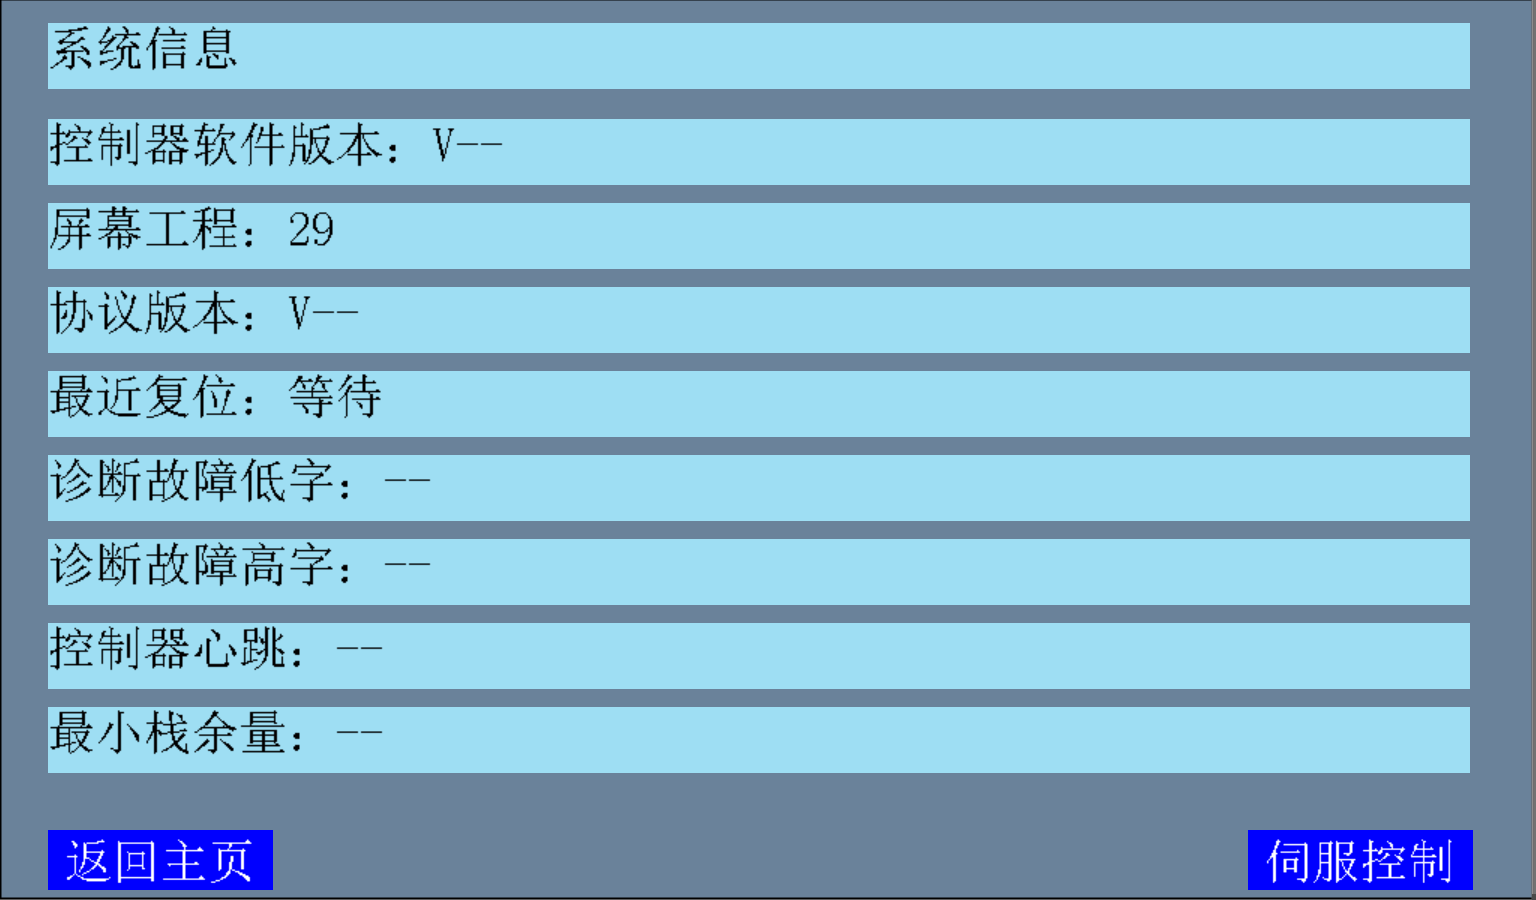 系统信息
控制器软件版本：V--
屏幕工程：29
协议版本：V--
最近复位：等待
诊断故障低字：--
诊断故障高字：--
控制器心跳：--
最小栈余量：--
返回主页
伺服控制